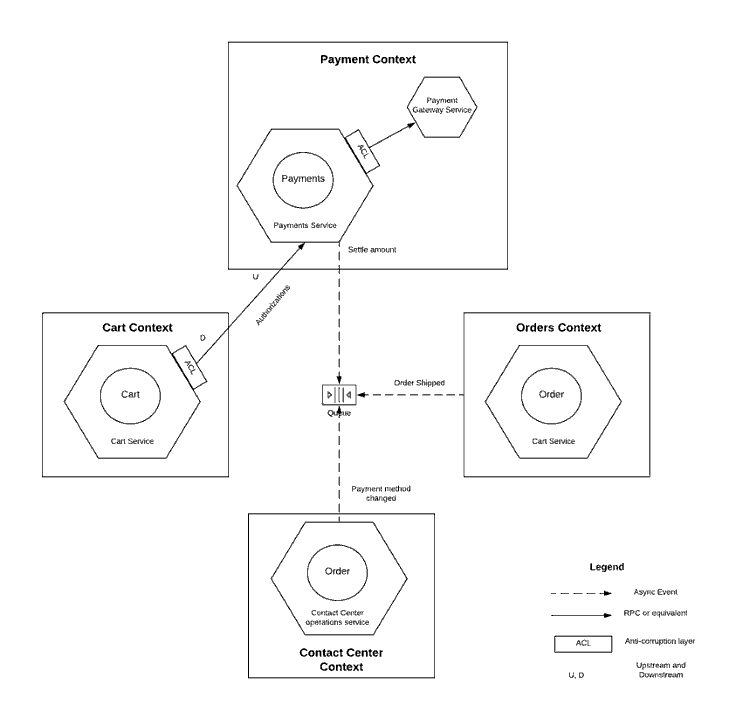 Payment Context
Payment
Gateway Service
ACL
Payments
Payments Service
Settle amount
U
Authorizations
D
Cart Context
ACL
Cart
Cart Service
Orders Context
Order
Cart Service
Order Shipped
Queue
Payment method
changed
Order
Contact Center
operations service
Contact Center
Context
Legend
Async Event
RPC or equivalent
ACL
Anti-corruption layer
U, D
Upstream and
Downstream